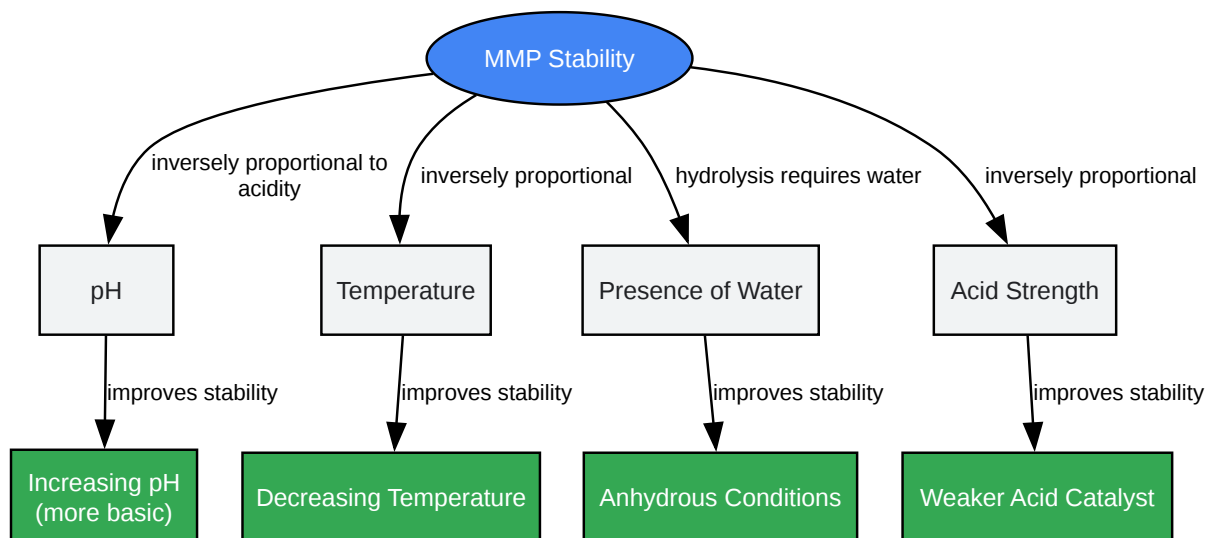 MMP Stability
inversely proportional to
acidity
inversely proportional
hydrolysis requires water
inversely proportional
pH
Temperature
Presence of Water
Acid Strength
improves stability
improves stability
improves stability
improves stability
Increasing pH
(more basic)
Decreasing Temperature
Anhydrous Conditions
Weaker Acid Catalyst